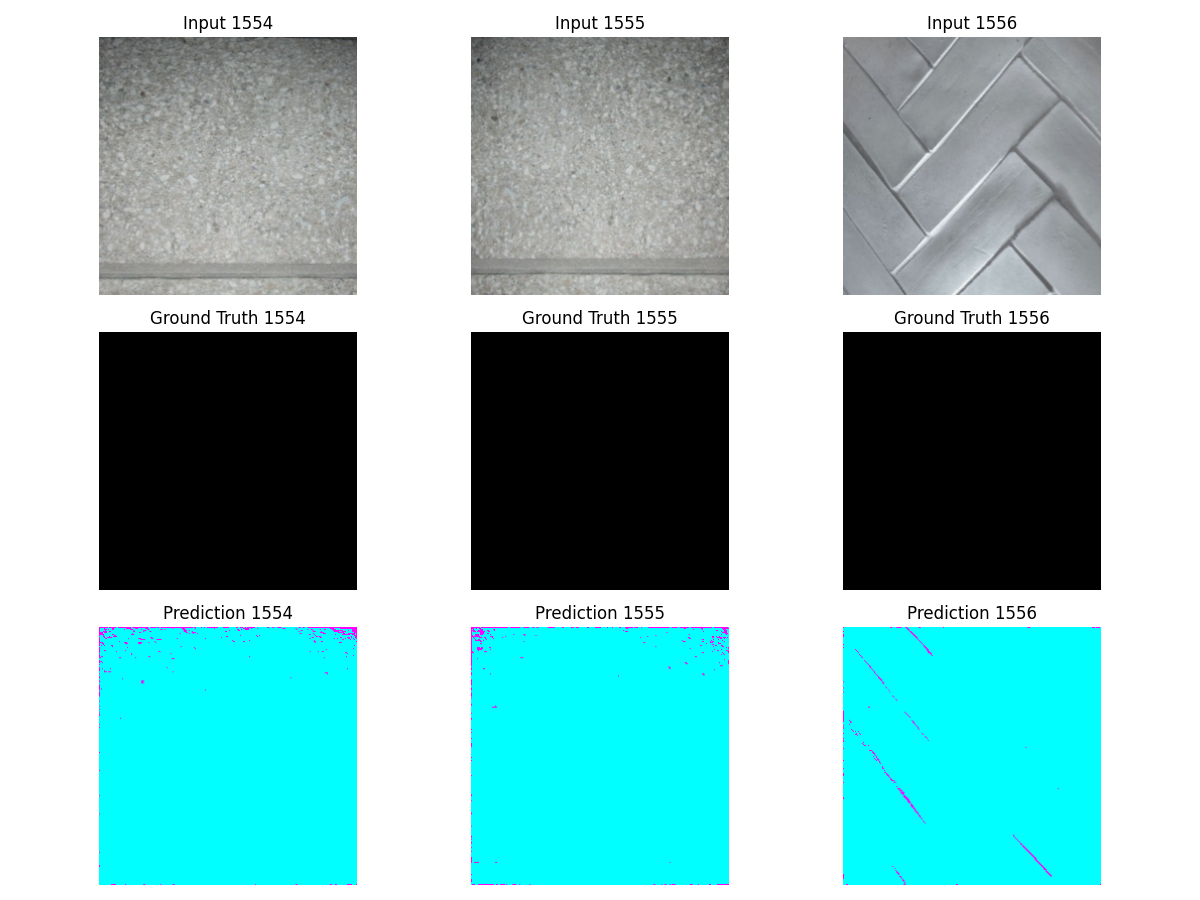 Input 1554
Input 1555
Input 1556
Ground Truth 1554
Ground Truth 1555
Ground Truth 1556
Prediction 1554
Prediction 1555
Prediction 1556